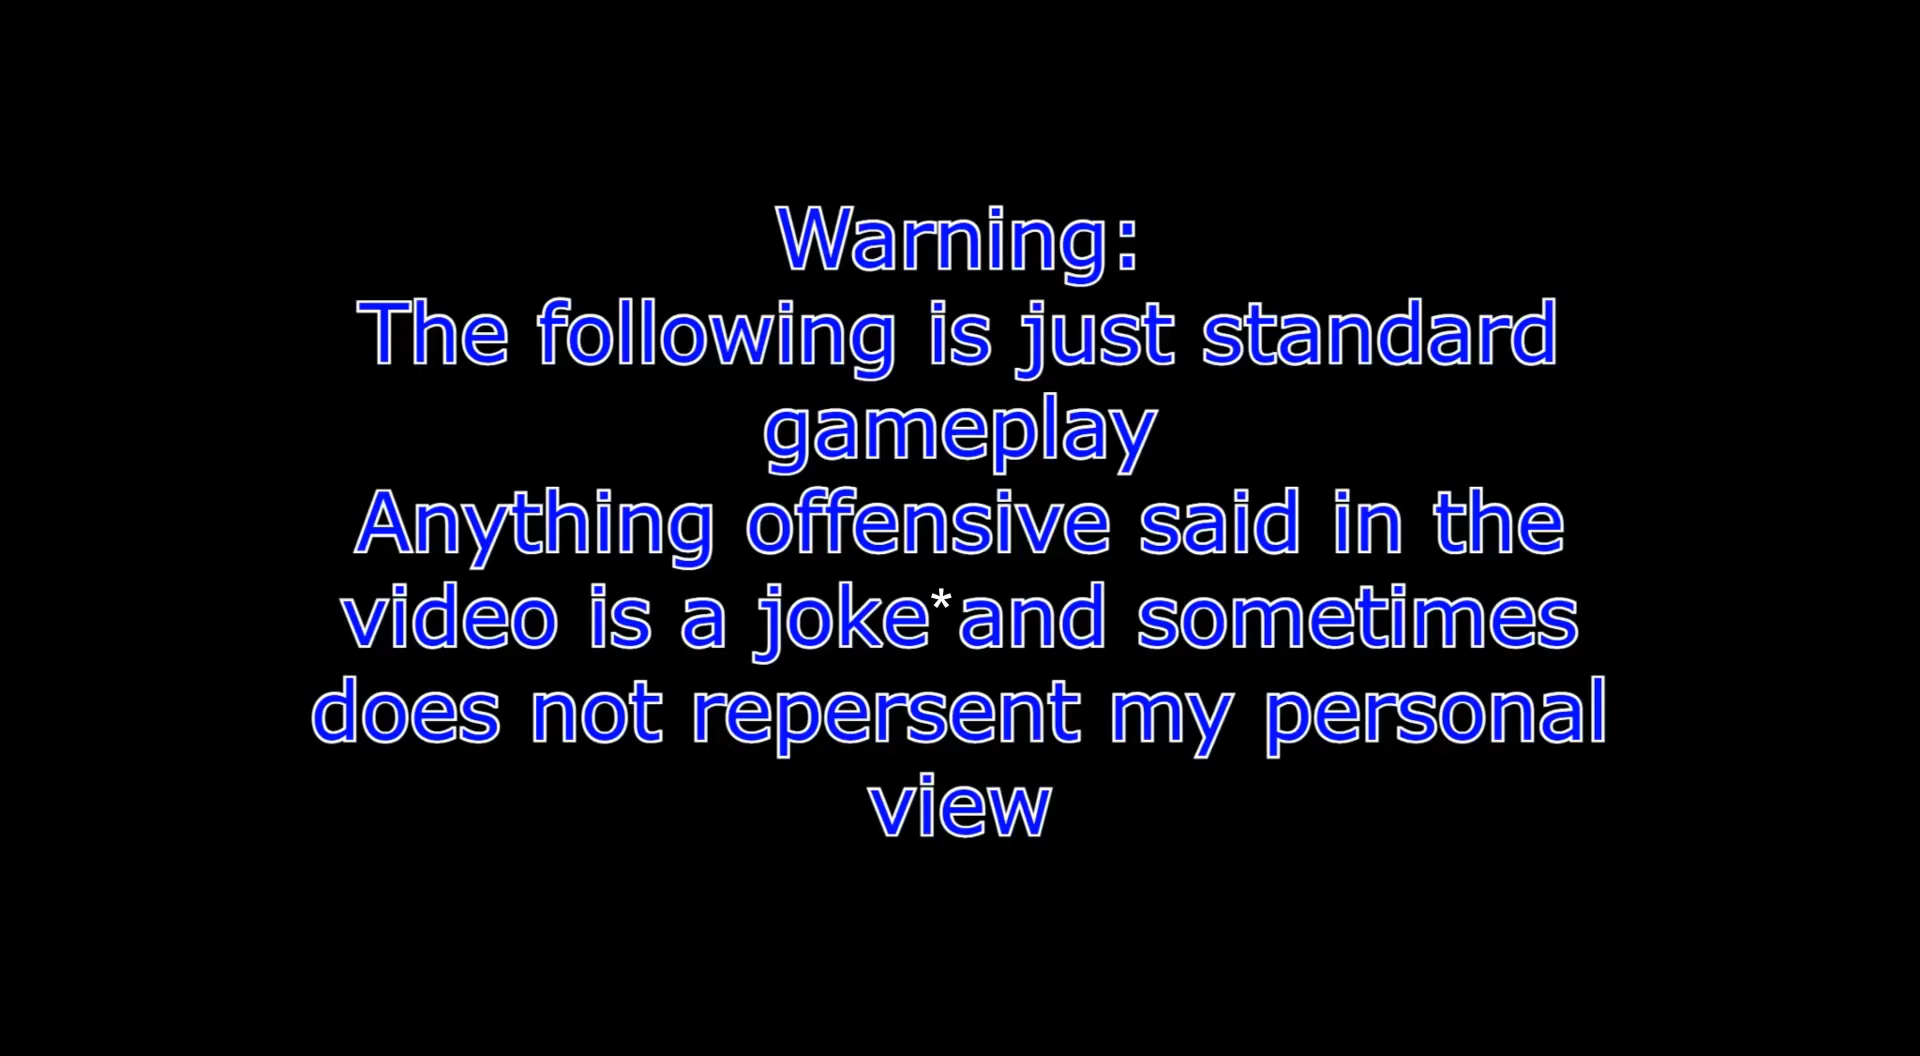 Warning:
The following is just standard
gameplay
Anything offensive said in the
video is a joke*and sometimes
does not repersent my personal
view